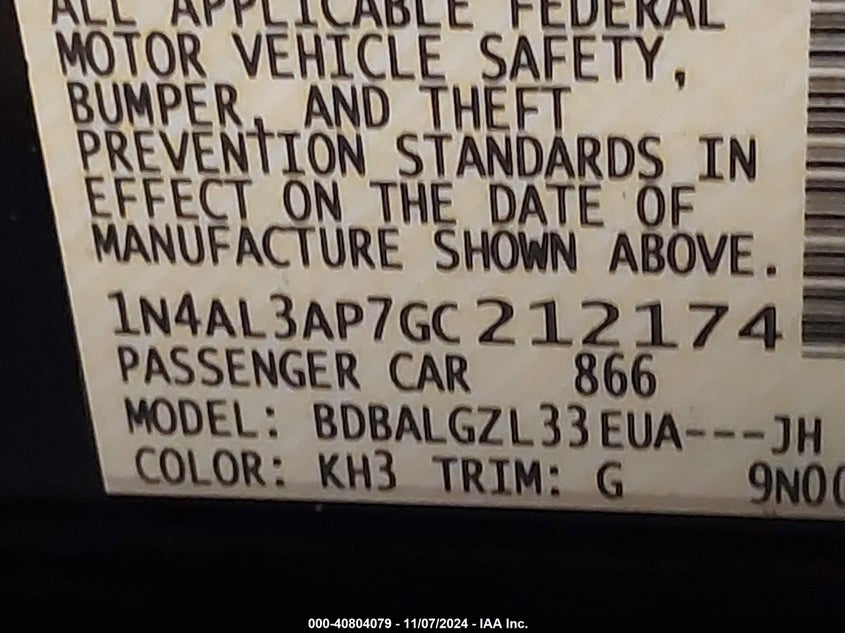 ALL APPLICABLE FEDERAL
MOTOR VEHICLE SAFETY,
BUMPER, AND THEFT
PREVENTION STANDARDS IN
EFFECT ON THE DATE OF
MANUFACTURE SHOWN ABOVE.
1N4AL3AP7GC212174
PASSENGER CAR 866
MODEL: BDBALGZL33EUA---JH
COLOR: KH3 TRIM: G 9N00
000-40804079 - 11/07/2024 - IAA Inc.